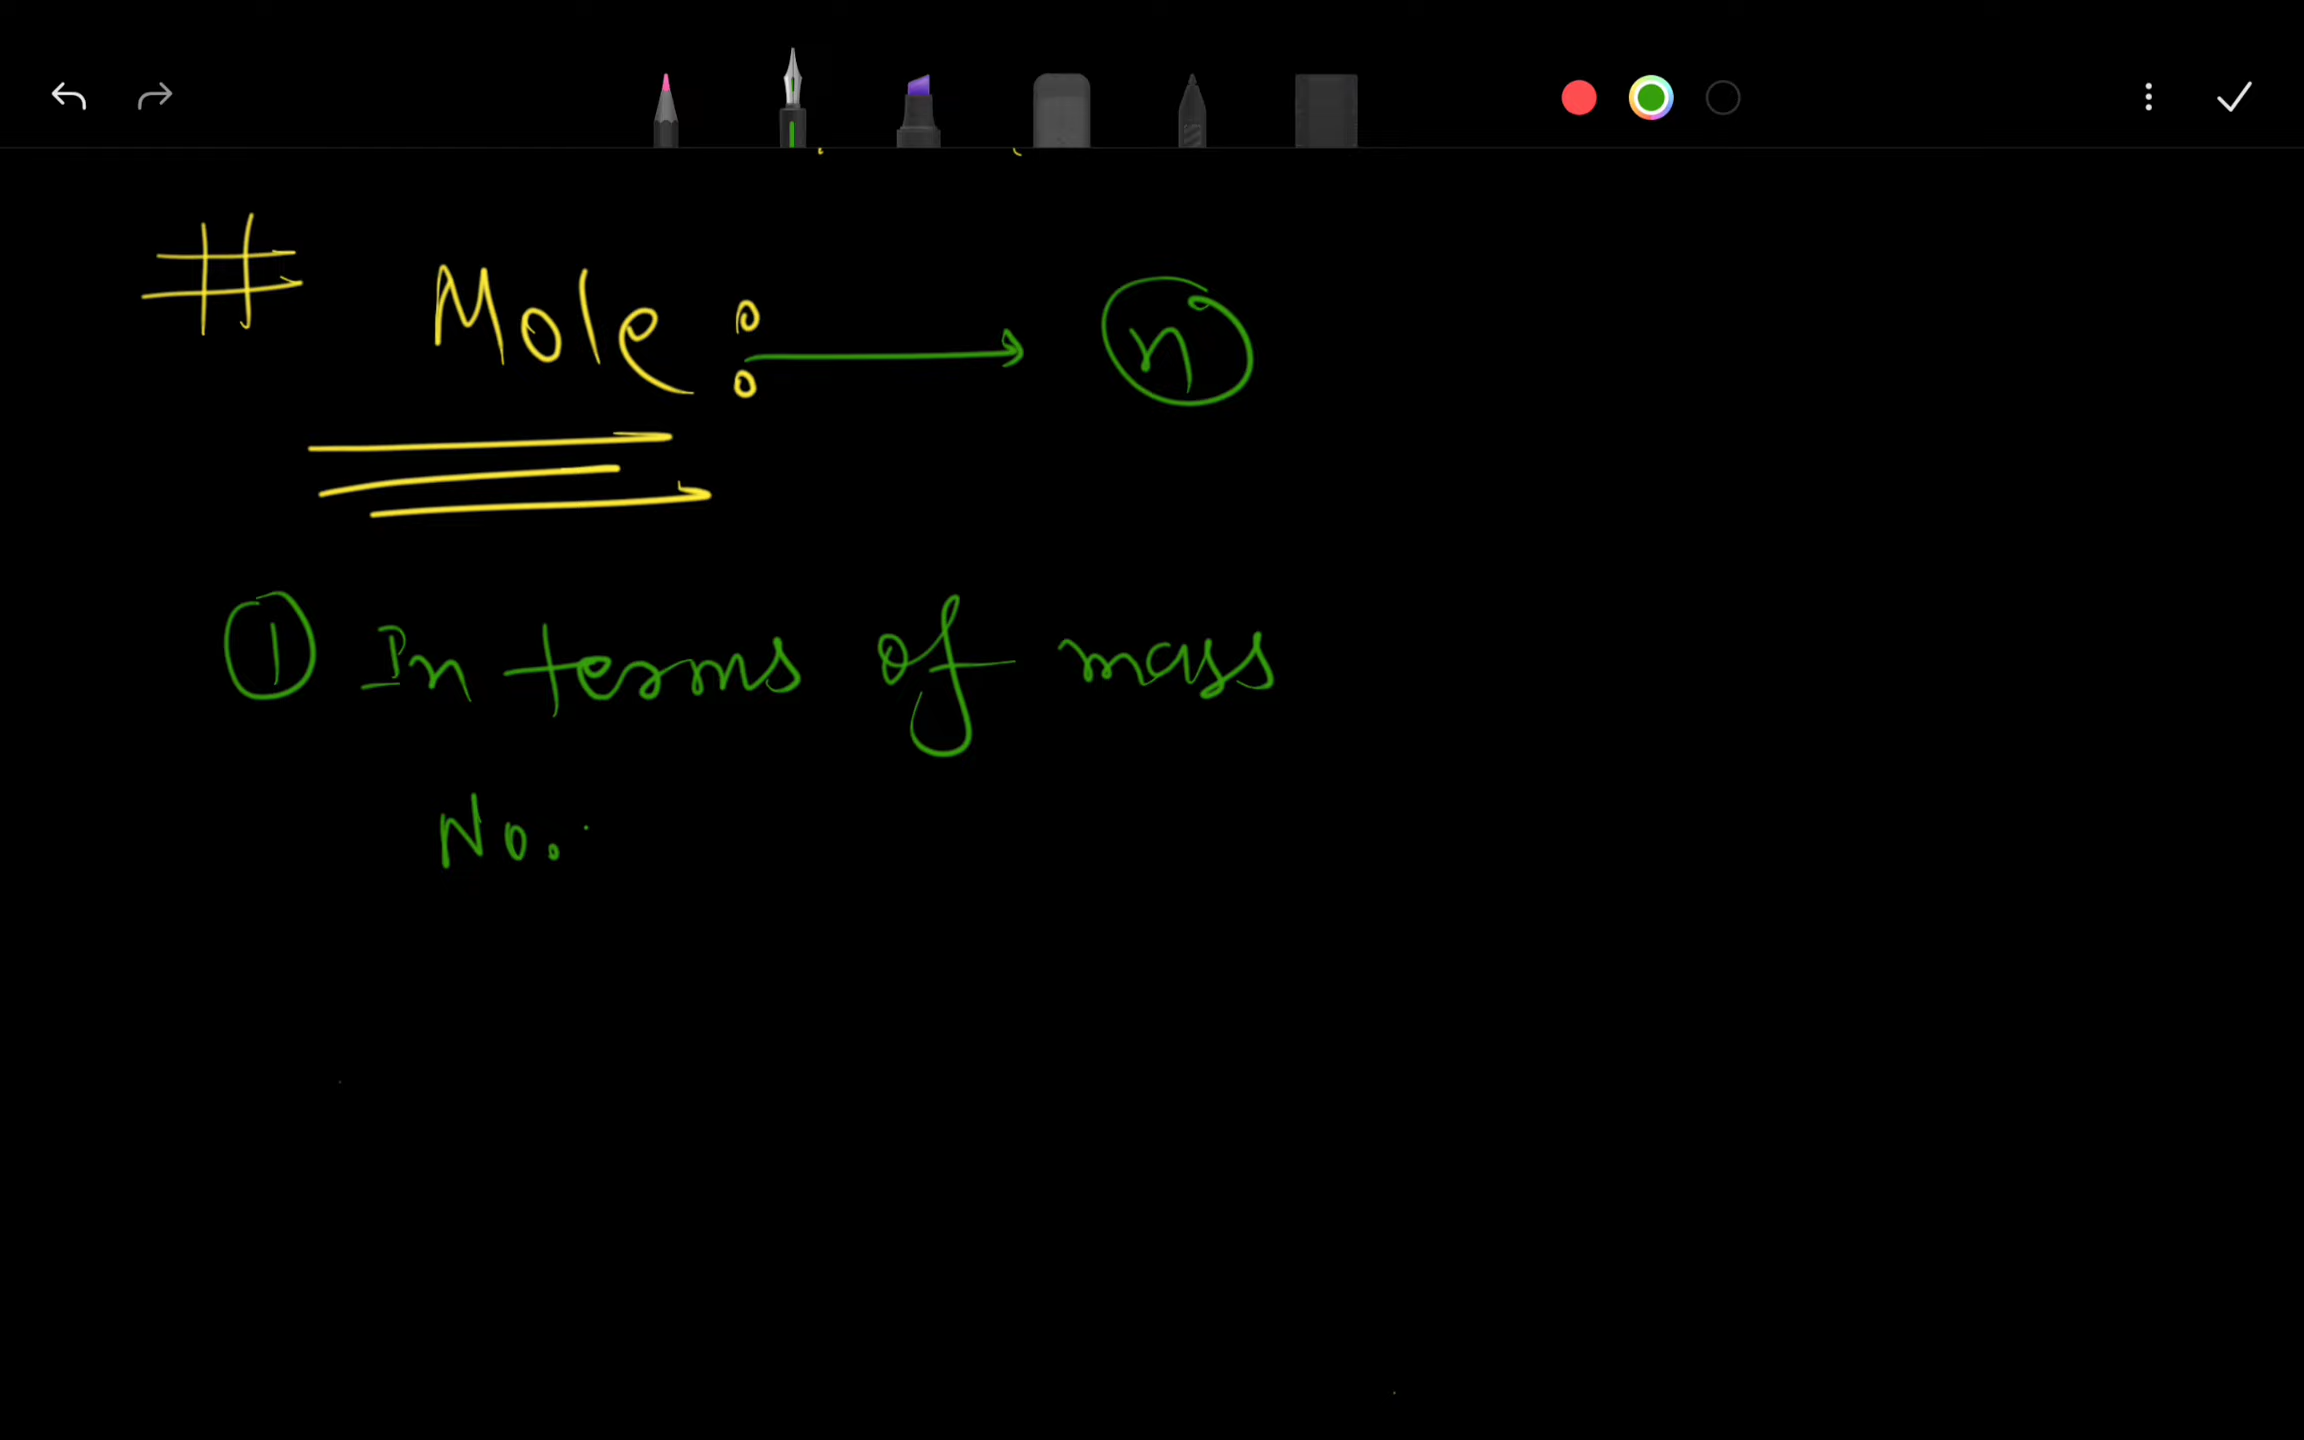 # Mole : → n
① In terms of mass
No.